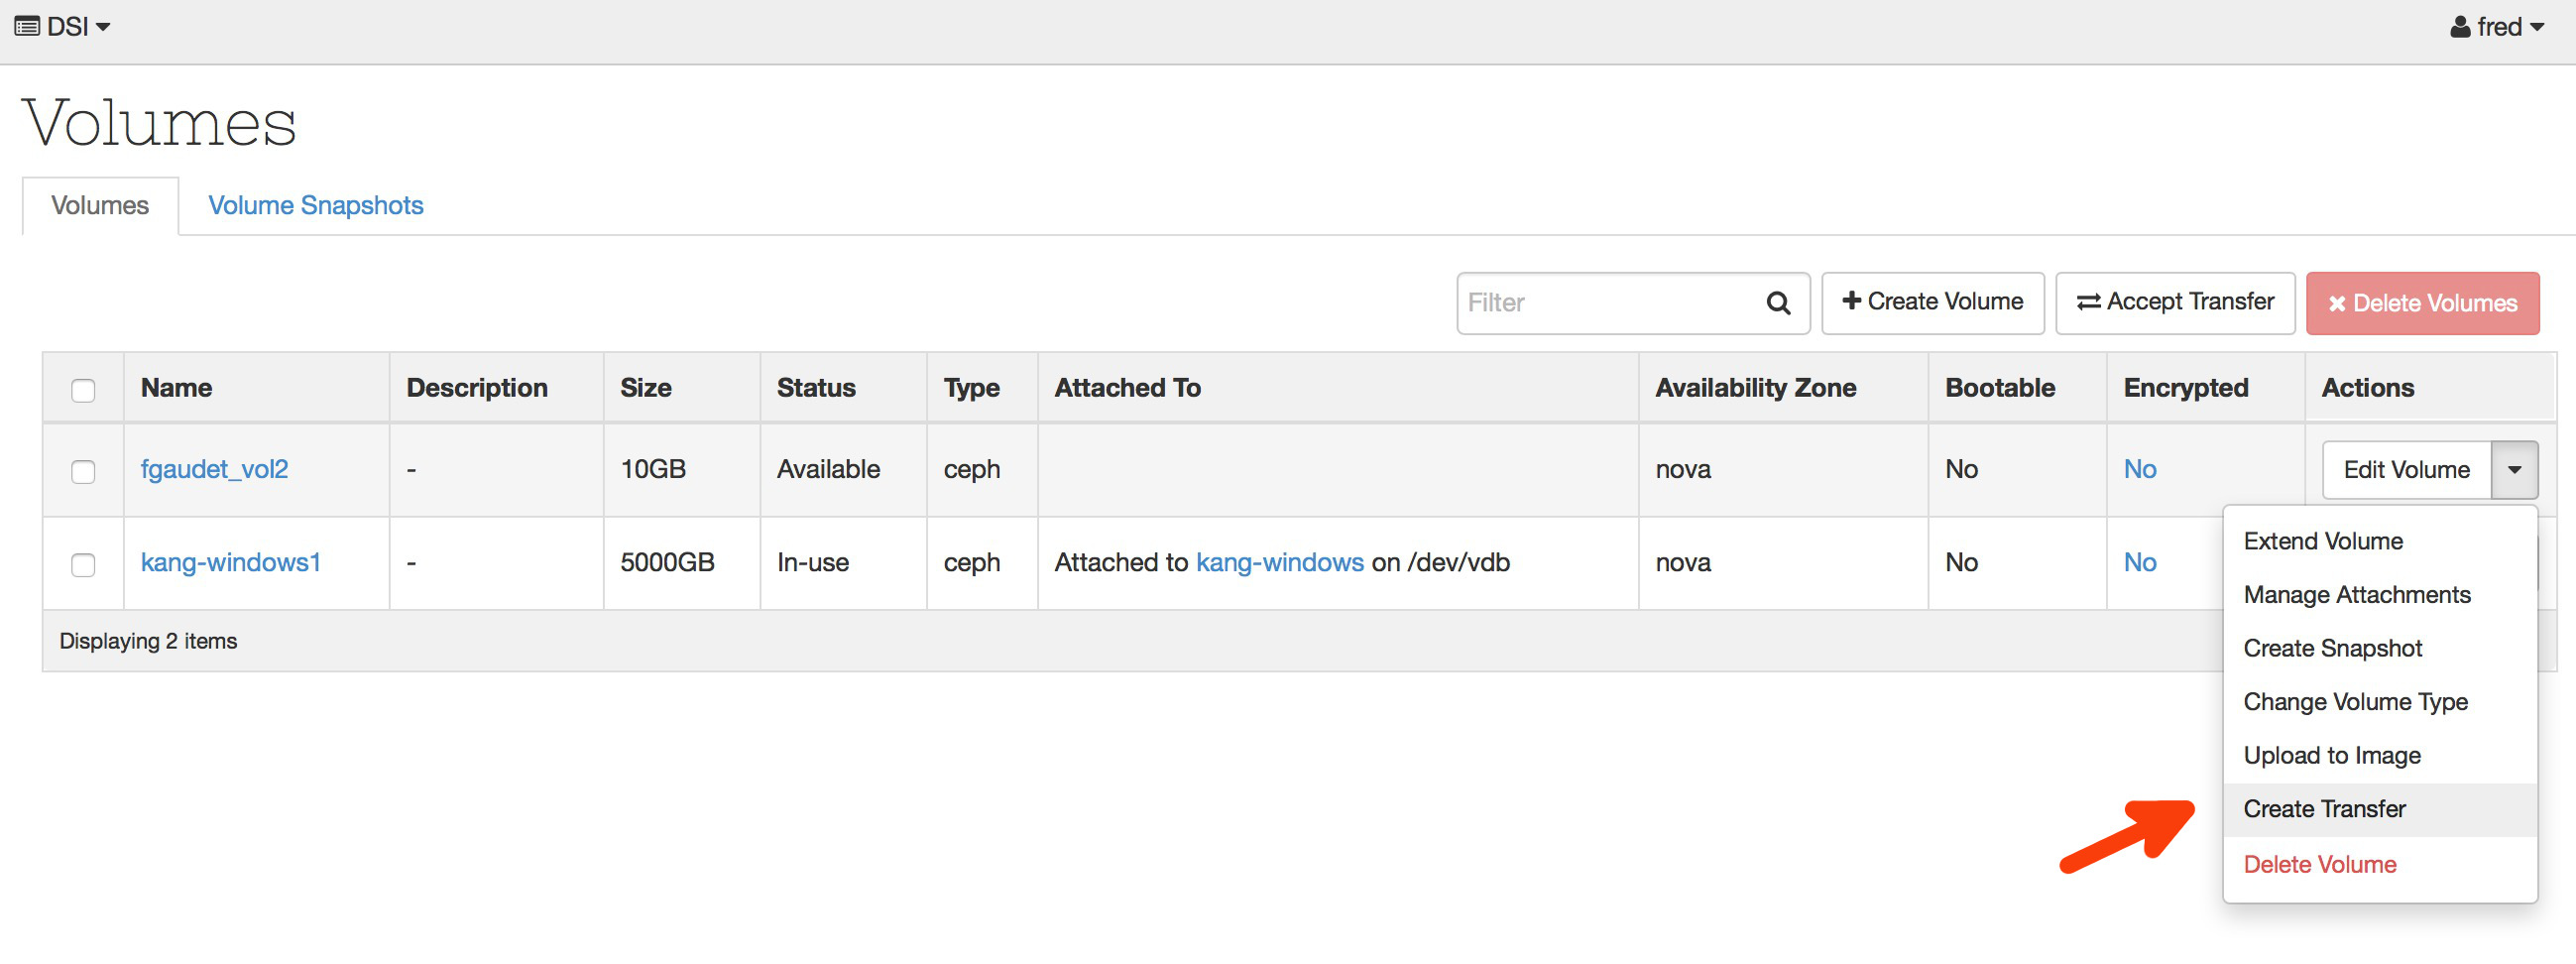 DSI fred
Volumes
Volumes Volume Snapshots
Filter Create Volume Accept Transfer Delete Volumes
Name Description Size Status Type Attached To Availability Zone Bootable Encrypted Actions
fgaudet_vol2 - 10GB Available ceph nova No No Edit Volume
kang-windows1 - 5000GB In-use ceph Attached to kang-windows on /dev/vdb nova No No
Displaying 2 items
Extend Volume
Manage Attachments
Create Snapshot
Change Volume Type
Upload to Image
Create Transfer
Delete Volume